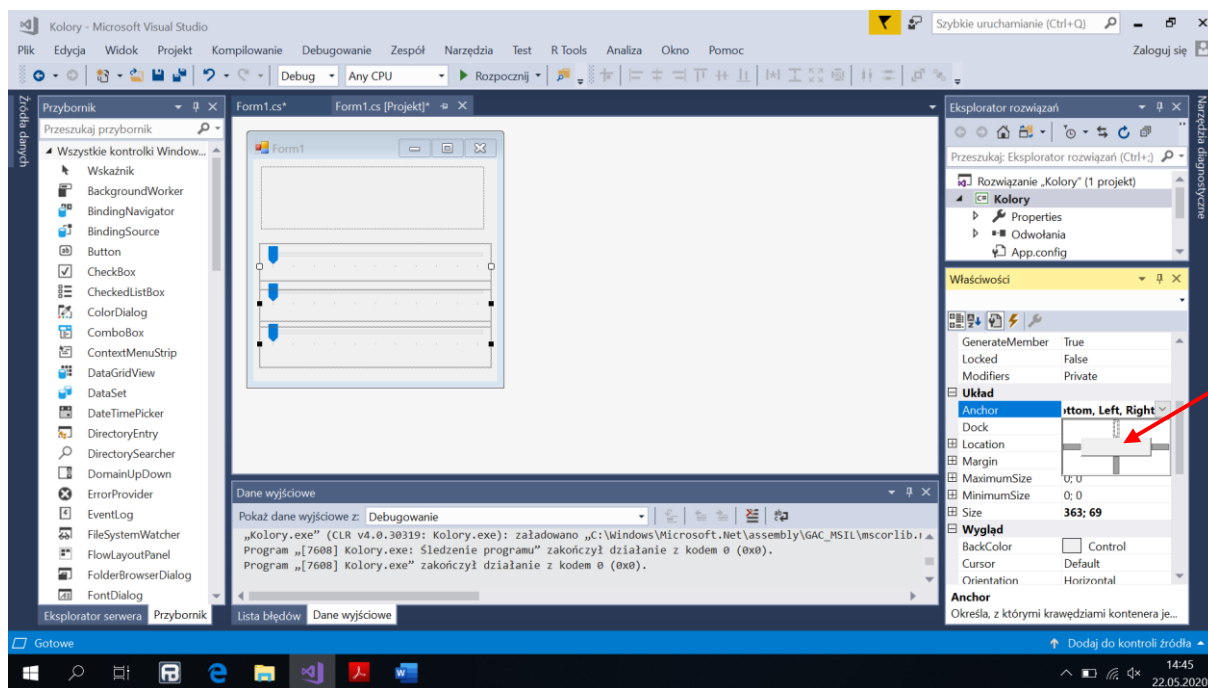 Kolory - Microsoft Visual Studio
Szybkie uruchamianie (Ctrl+Q)
Plik Edycja Widok Projekt Kompilowanie Debugowanie Zespół Narzędzia Test R Tools Analiza Okno Pomoc
Zaloguj się
Debug Any CPU Rozpocznij
Źródła danych
Przybornik
Przeszukaj przybornik
Wszystkie kontrolki Window...
Wskaźnik
BackgroundWorker
BindingNavigator
BindingSource
Button
CheckBox
CheckedListBox
ColorDialog
ComboBox
ContextMenuStrip
DataGridView
DataSet
DateTimePicker
DirectoryEntry
DirectorySearcher
DomainUpDown
ErrorProvider
EventLog
FileSystemWatcher
FlowLayoutPanel
FolderBrowserDialog
FontDialog
Eksplorator serwera Przybornik
Form1.cs* Form1.cs [Projekt]*
Form1
Dane wyjściowe
Pokaż dane wyjściowe z: Debugowanie
„Kolory.exe” (CLR v4.0.30319: Kolory.exe): załadowano „C:\Windows\Microsoft.Net\assembly\GAC_MSIL\mscorlib.r
Program „[7608] Kolory.exe: Śledzenie programu” zakończył działanie z kodem 0 (0x0).
Program „[7608] Kolory.exe” zakończył działanie z kodem 0 (0x0).
Lista błędów Dane wyjściowe
Eksplorator rozwiązań
Przeszukaj: Eksplorator rozwiązań (Ctrl+;)
Rozwiązanie „Kolory” (1 projekt)
C# Kolory
Properties
Odwołania
App.config
Właściwości
GenerateMember True
Locked False
Modifiers Private
Układ
Anchor ottom, Left, Right
Dock
Location
Margin
MaximumSize 0; 0
MinimumSize 0; 0
Size 363; 69
Wygląd
BackColor Control
Cursor Default
Orientation Horizontal
Anchor
Określa, z którymi krawędziami kontenera je...
Narzędzia diagnostyczne
Gotowe
Dodaj do kontroli źródła
14:45
22.05.2020